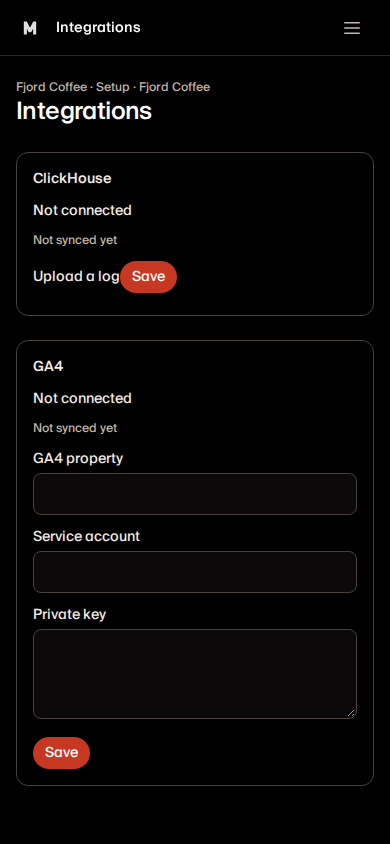 M Integrations
Fjord Coffee · Setup · Fjord Coffee
Integrations
ClickHouse
Not connected
Not synced yet
Upload a log Save
GA4
Not connected
Not synced yet
GA4 property
Service account
Private key
Save